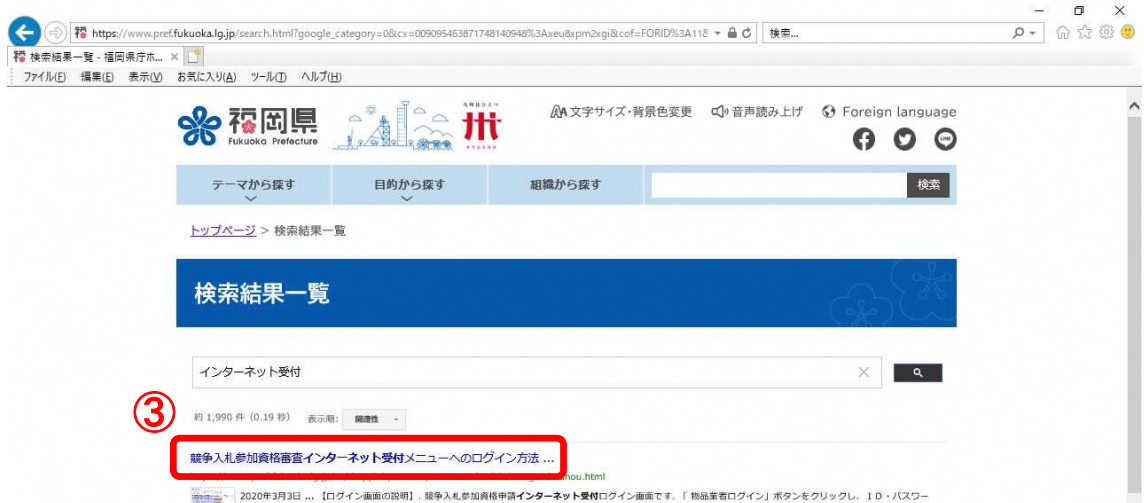 https://www.pref.fukuoka.lg.jp/search.html?google_category=0&cx=009095463871748140948%3Axeu8xpm2xgi&cof=FORID%3A118
検索...
検索結果一覧 - 福岡県庁ホ...
ファイル(F) 編集(E) 表示(V) お気に入り(A) ツール(T) ヘルプ(H)
福岡県
Fukuoka Prefecture
KYUSHU
文字サイズ・背景色変更 音声読み上げ Foreign language
テーマから探す 目的から探す 組織から探す 検索
トップページ > 検索結果一覧
検索結果一覧
インターネット受付
③
約 1,990 件 (0.19 秒) 表示順: 関連性
競争入札参加資格審査インターネット受付メニューへのログイン方法 ...
mou.html
2020年3月3日 ... 【ログイン画面の説明】. 競争入札参加資格申請インターネット受付ログイン画面です. 「 物品業者ログイン」ボタンをクリックし、ID・パスワー